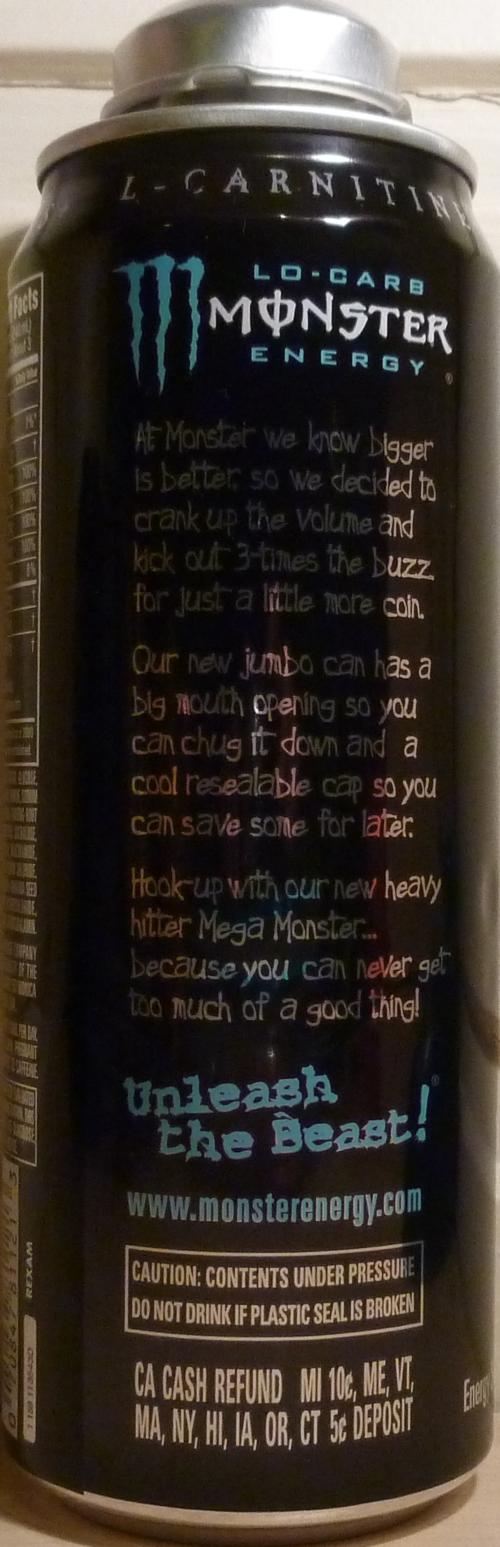 L-CARNITINE
LO-CARB
MONSTER
ENERGY
At Monster we know bigger
is better, so we decided to
crank up the volume and
kick out 3-times the buzz
for just a little more coin.
Our new jumbo can has a
big mouth opening so you
can chug it down and a
cool resealable cap so you
can save some for later.
Hook-up with our new heavy
hitter Mega Monster...
because you can never get
too much of a good thing!
Unleash
the Beast!®
www.monsterenergy.com
CAUTION: CONTENTS UNDER PRESSURE
DO NOT DRINK IF PLASTIC SEAL IS BROKEN
CA CASH REFUND MI 10¢, ME, VT,
MA, NY, HI, IA, OR, CT 5¢ DEPOSIT
Facts
REXAM
Energy